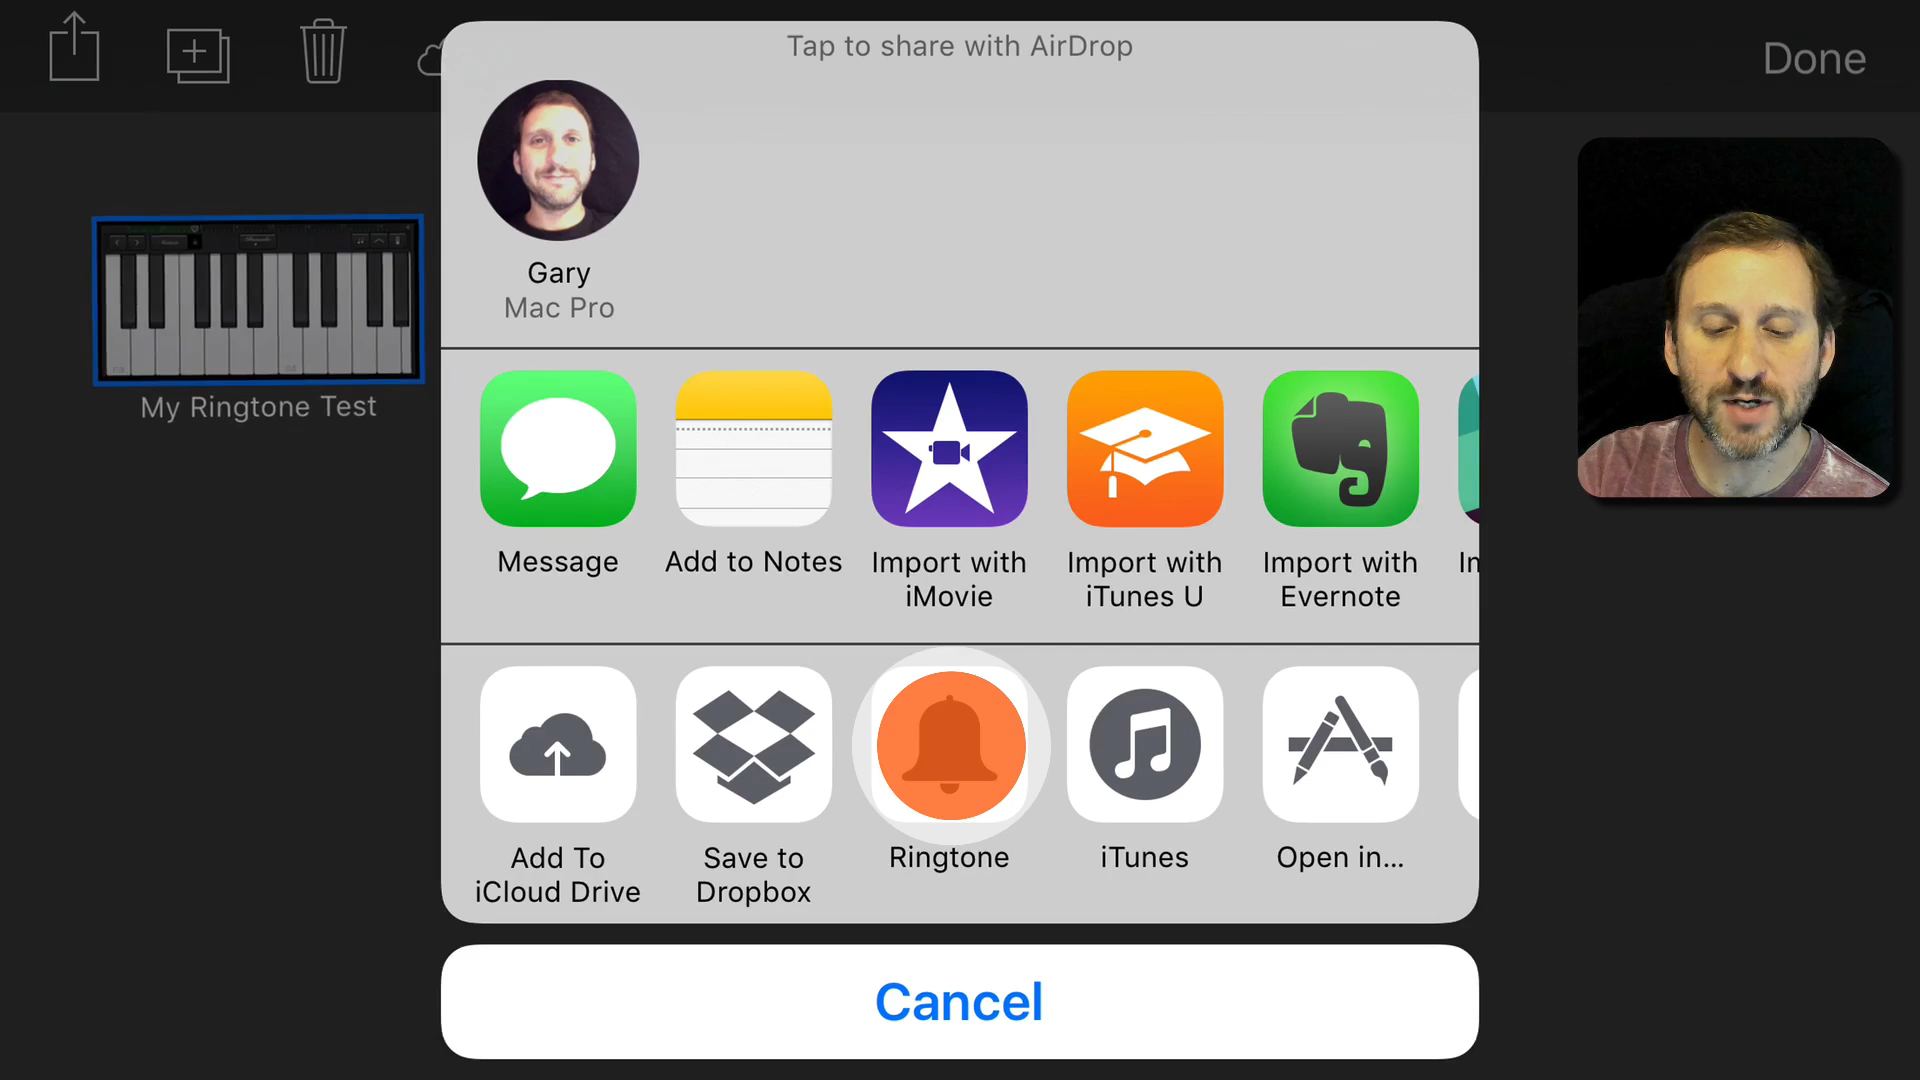 Done
Tap to share with AirDrop
Gary
Mac Pro
My Ringtone Test
Message
Add to Notes
Import with
iMovie
Import with
iTunes U
Import with
Evernote
Add To
iCloud Drive
Save to
Dropbox
Ringtone
iTunes
Open in...
Cancel